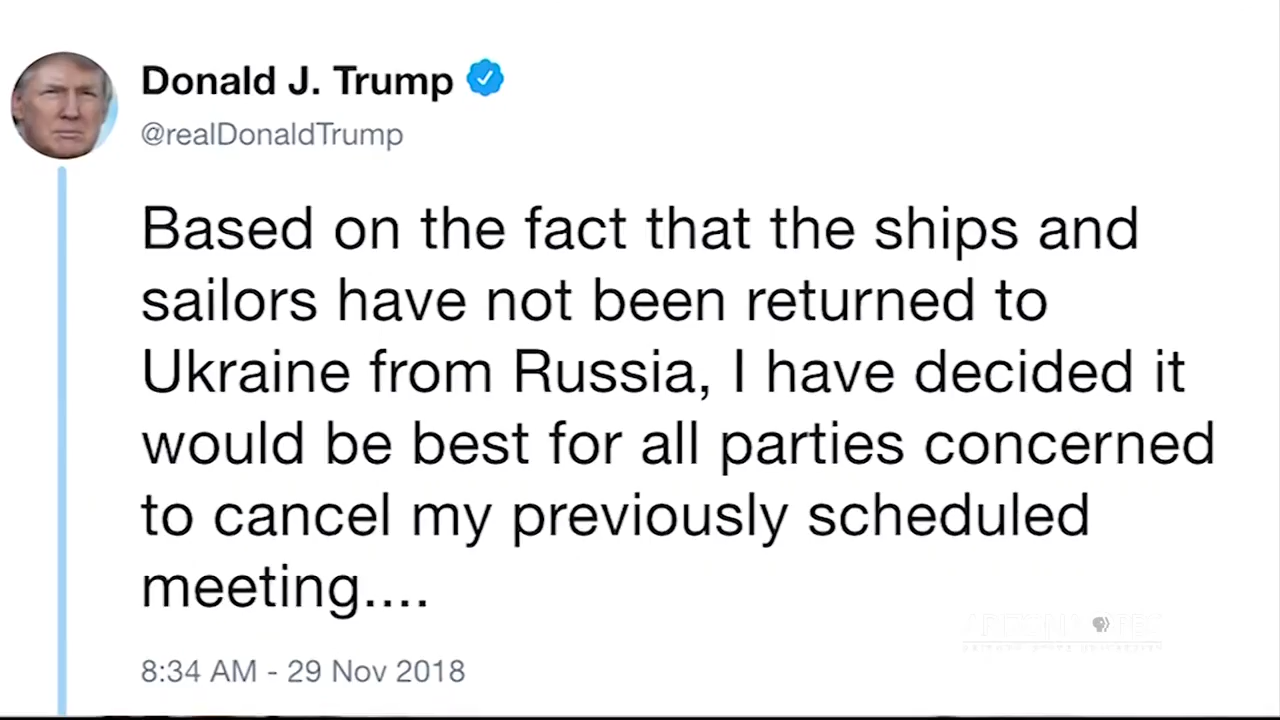 Donald J. Trump
@realDonaldTrump
Based on the fact that the ships and
sailors have not been returned to
Ukraine from Russia, I have decided it
would be best for all parties concerned
to cancel my previously scheduled
meeting....
8:34 AM - 29 Nov 2018